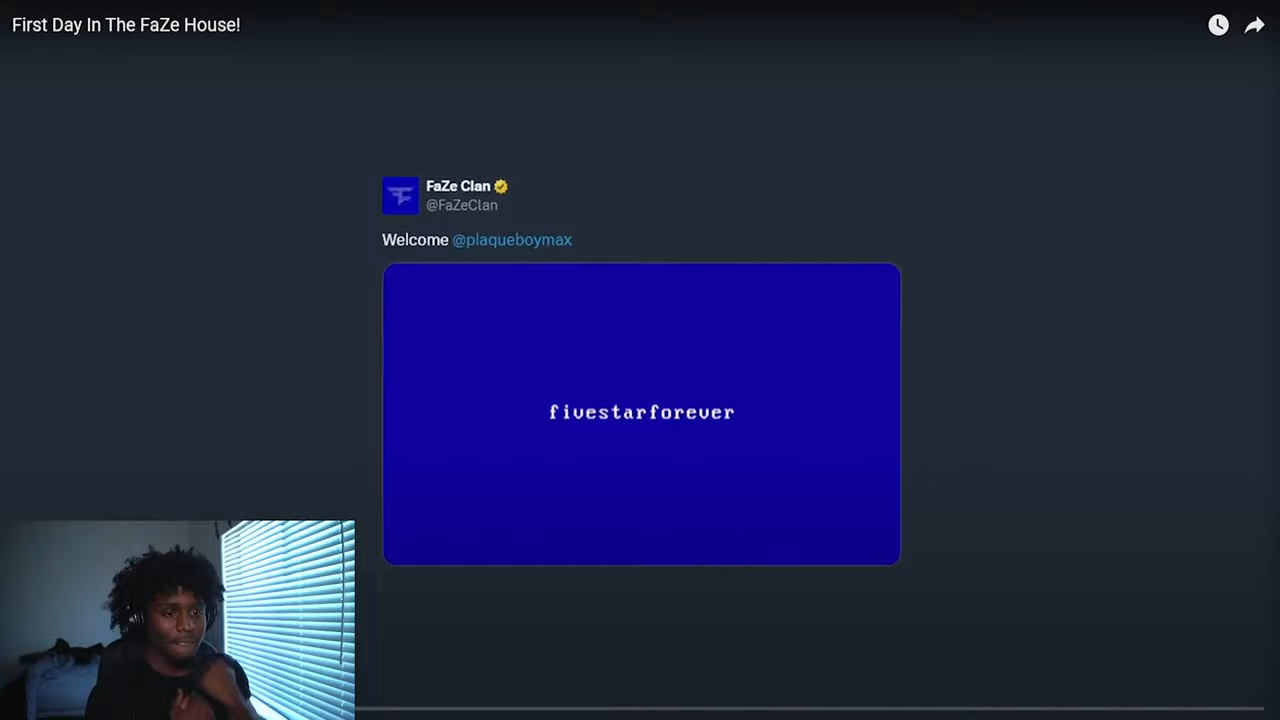 First Day In The FaZe House!
FaZe Clan
@FaZeClan
Welcome @plaqueboymax
fivestarforever